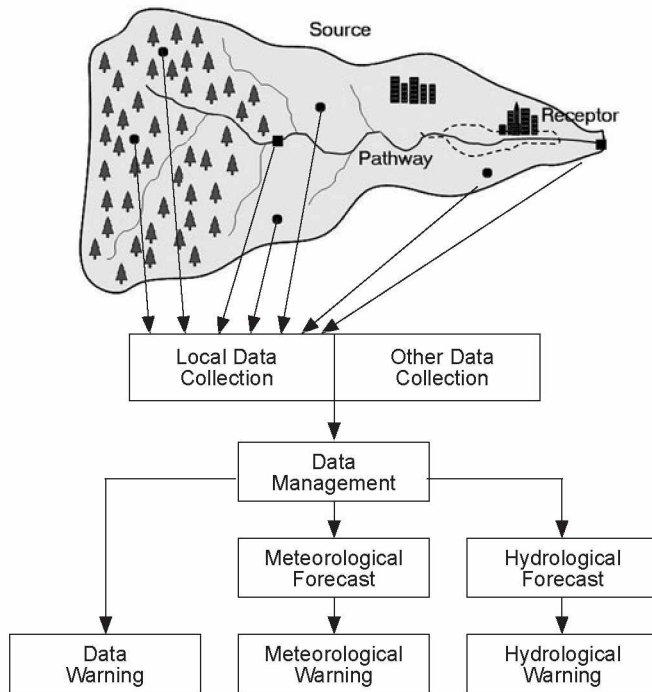 Source
Receptor
Pathway
Local Data
Collection
Other Data
Collection
Data
Management
Meteorological
Forecast
Hydrological
Forecast
Data
Warning
Meteorological
Warning
Hydrological
Warning